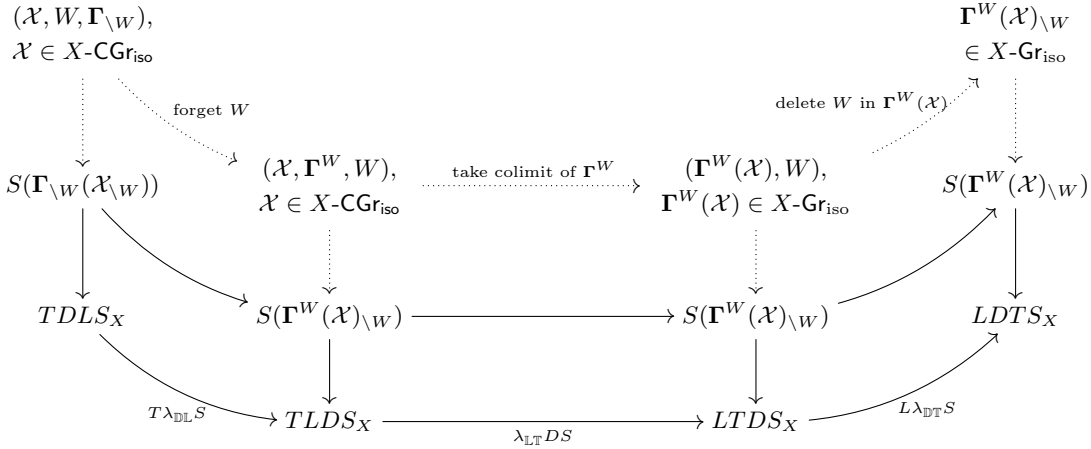 (𝒳, W, Γ_{\W}),
𝒳 ∈ X-CGr_iso
Γ^W(𝒳)_{\W}
∈ X-Gr_iso
forget W
delete W in Γ^W(𝒳)
S(Γ_{\W}(𝒳_{\W}))
(𝒳, Γ^W, W),
𝒳 ∈ X-CGr_iso
take colimit of Γ^W
(Γ^W(𝒳), W),
Γ^W(𝒳) ∈ X-Gr_iso
S(Γ^W(𝒳)_{\W})
TDLS_X
S(Γ^W(𝒳)_{\W})
S(Γ^W(𝒳)_{\W})
LDTS_X
Tλ_{𝔻𝕃}S
TLDS_X
λ_{𝕃𝕋}DS
LTDS_X
Lλ_{𝔻𝕋}S